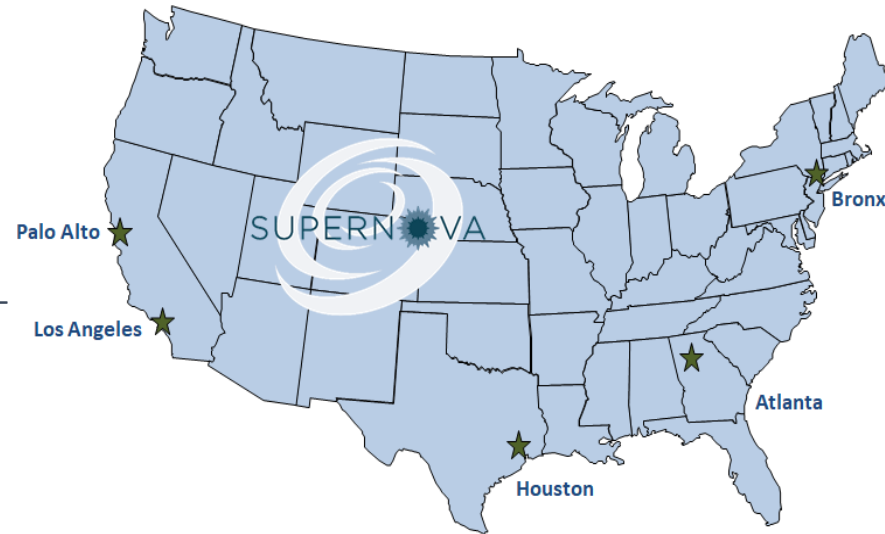 Bronx
SUPERNOVA
Palo Alto
Los Angeles
Atlanta
Houston